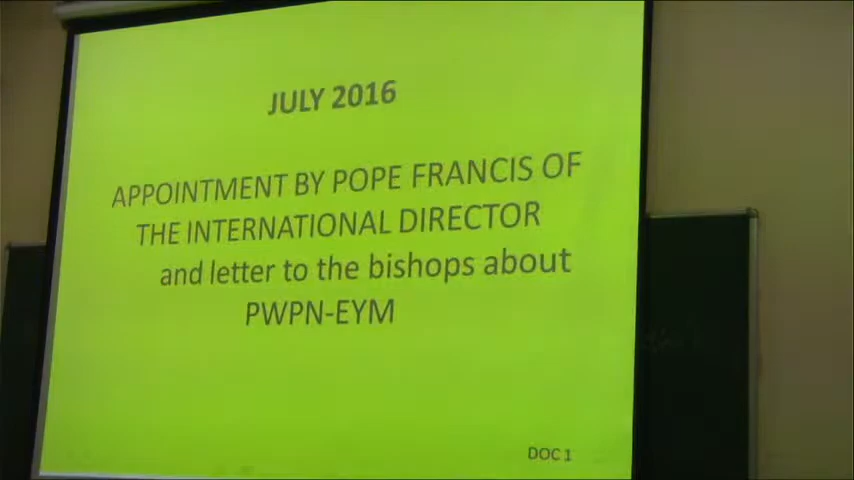 JULY 2016
APPOINTMENT BY POPE FRANCIS OF
THE INTERNATIONAL DIRECTOR
and letter to the bishops about
PWPN-EYM
DOC 1